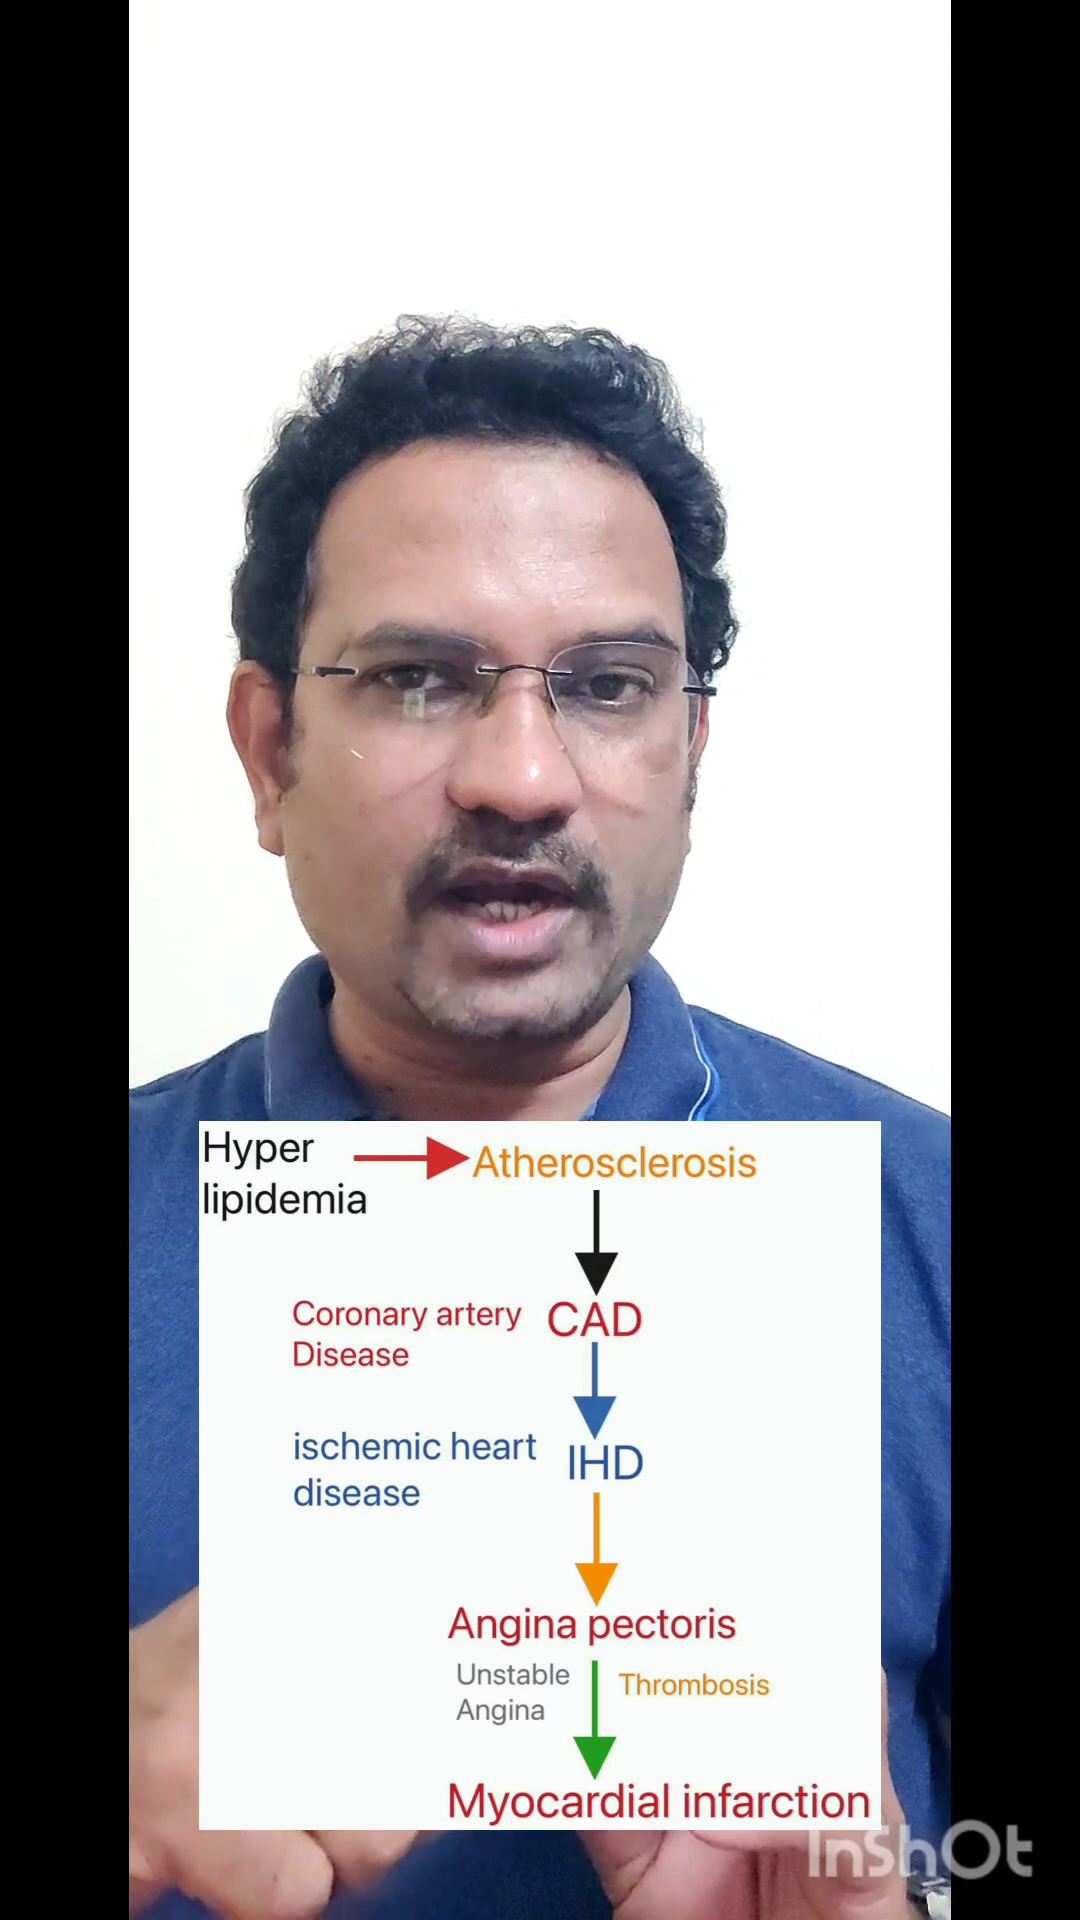 Hyper
lipidemia
Atherosclerosis
Coronary artery
Disease
CAD
ischemic heart
disease
IHD
Angina pectoris
Unstable
Angina
Thrombosis
Myocardial infarction
InShOt